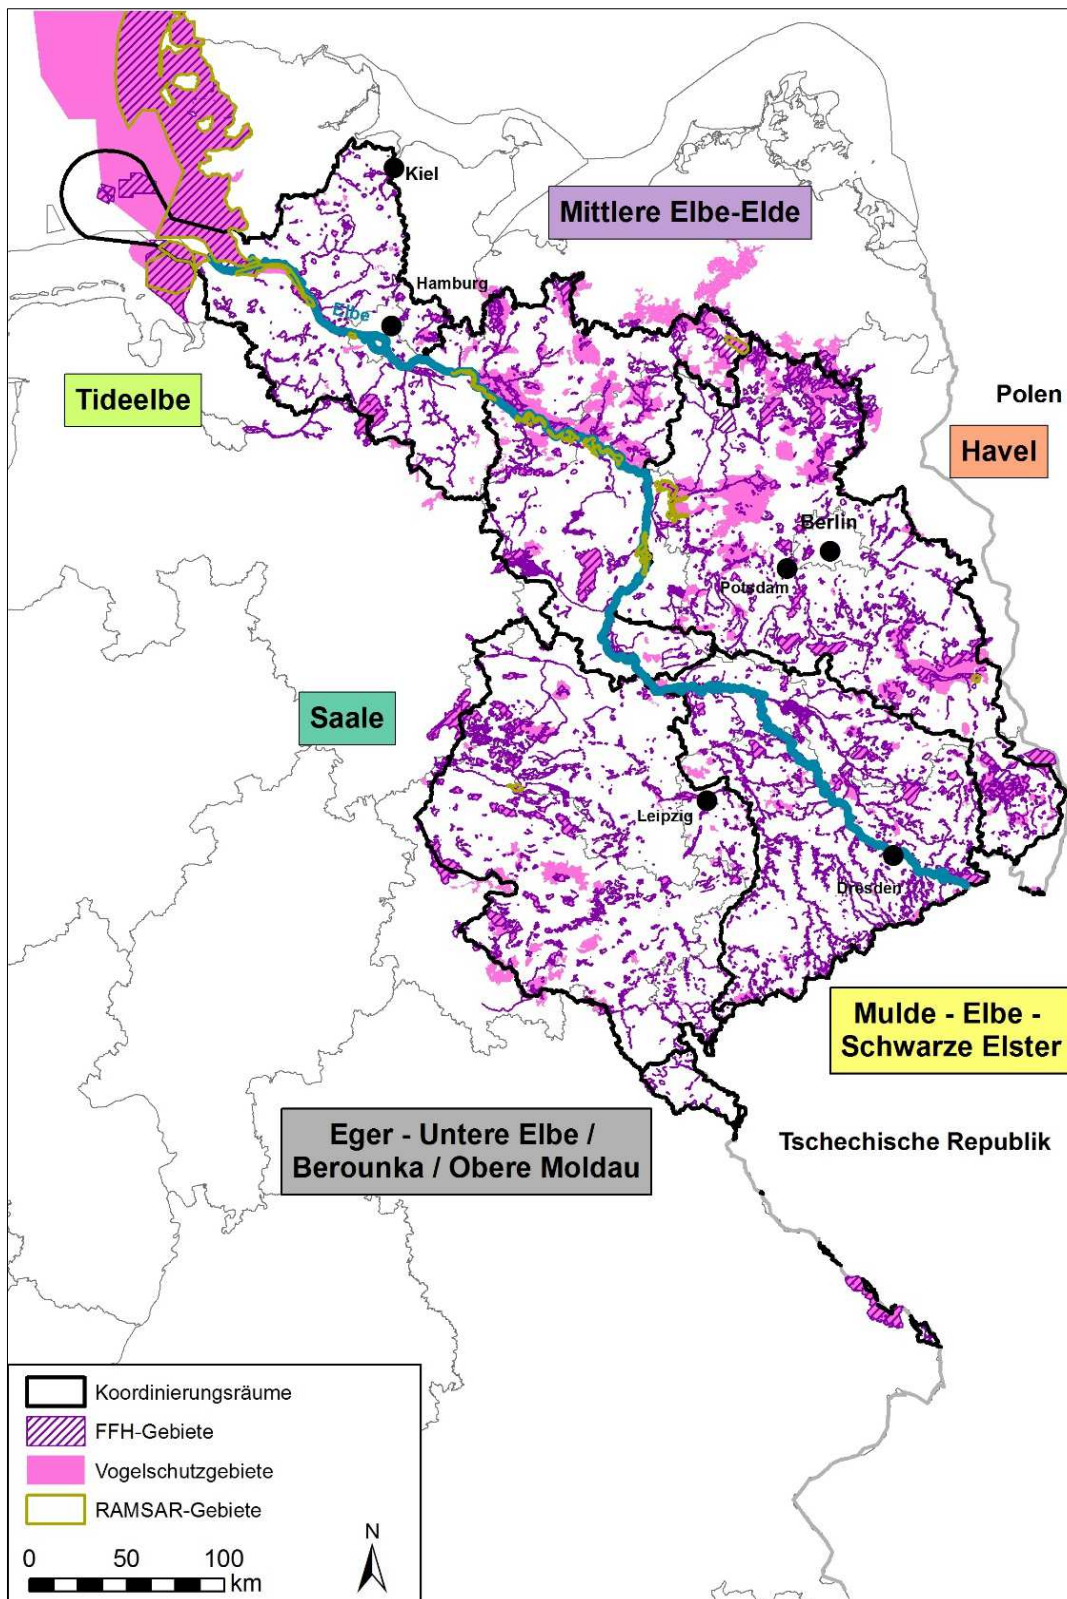 Kiel
Mittlere Elbe-Elde
Hamburg
Elbe
Tideelbe
Polen
Havel
Berlin
Potsdam
Saale
Leipzig
Dresden
Mulde - Elbe -
Schwarze Elster
Eger - Untere Elbe /
Berounka / Obere Moldau
Tschechische Republik
Koordinierungsräume
FFH-Gebiete
Vogelschutzgebiete
RAMSAR-Gebiete
N
0 50 100
km